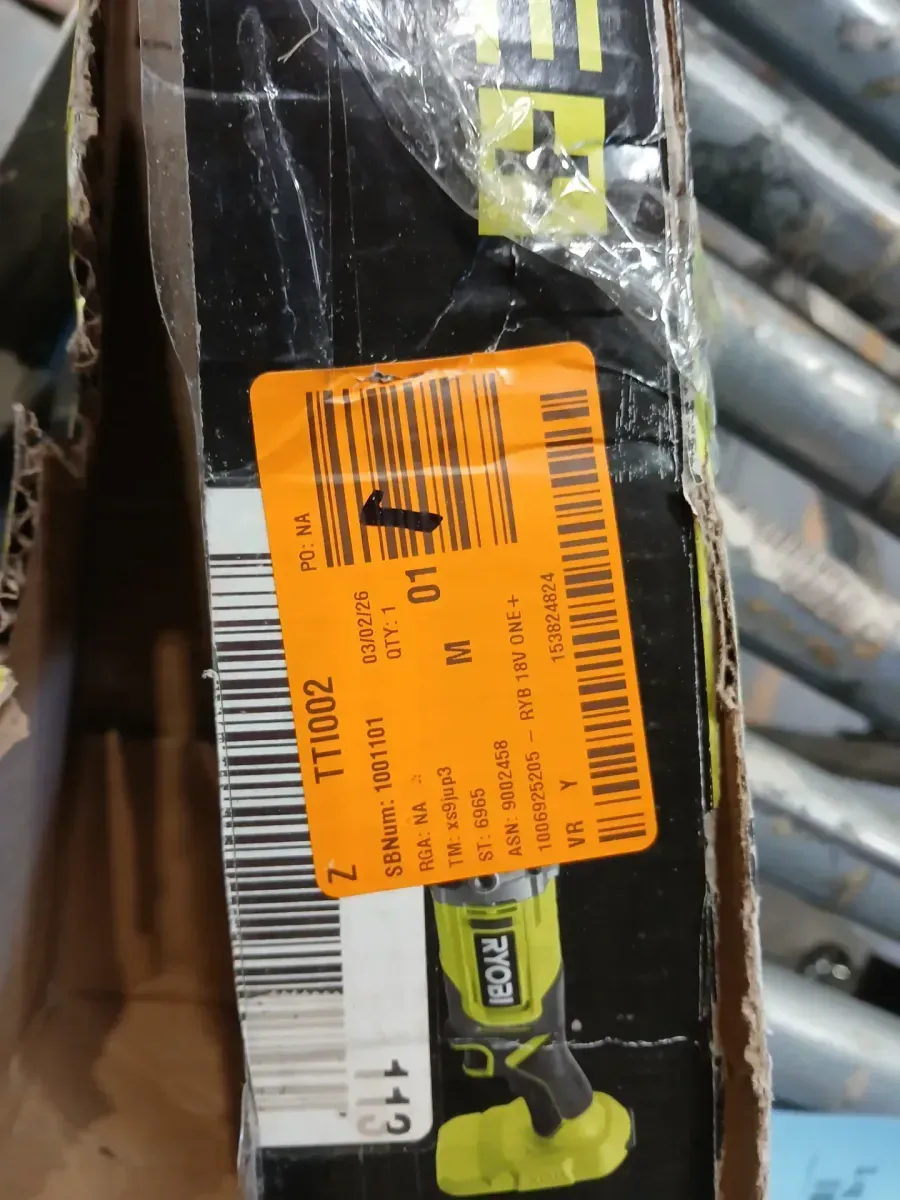 PO: NA
Z TTI002 03/02/26
SBNum: 1001101 QTY: 1
RGA: NA 01
TM: xs9jup3 M
ST: 6965
ASN: 9002458
1006925205 – RYB 18V ONE+
VR Y 153824824
RYOBI